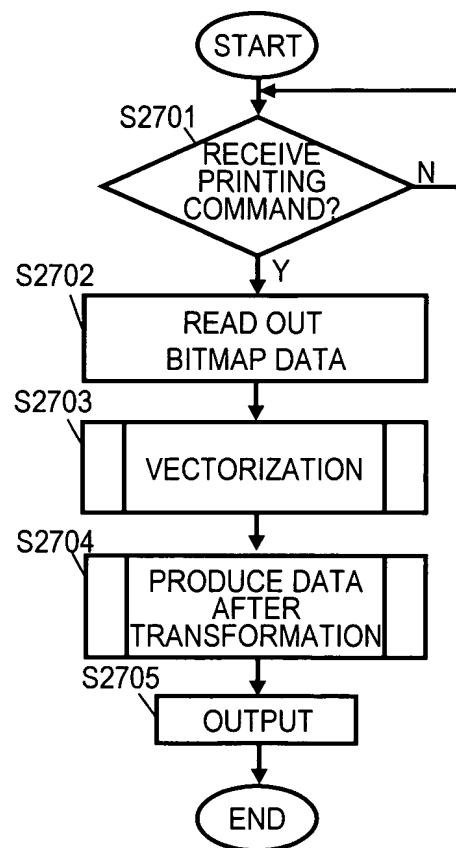 START
S2701
RECEIVE
PRINTING
COMMAND?
N
Y
S2702
READ OUT
BITMAP DATA
S2703
VECTORIZATION
S2704
PRODUCE DATA
AFTER
TRANSFORMATION
S2705
OUTPUT
END